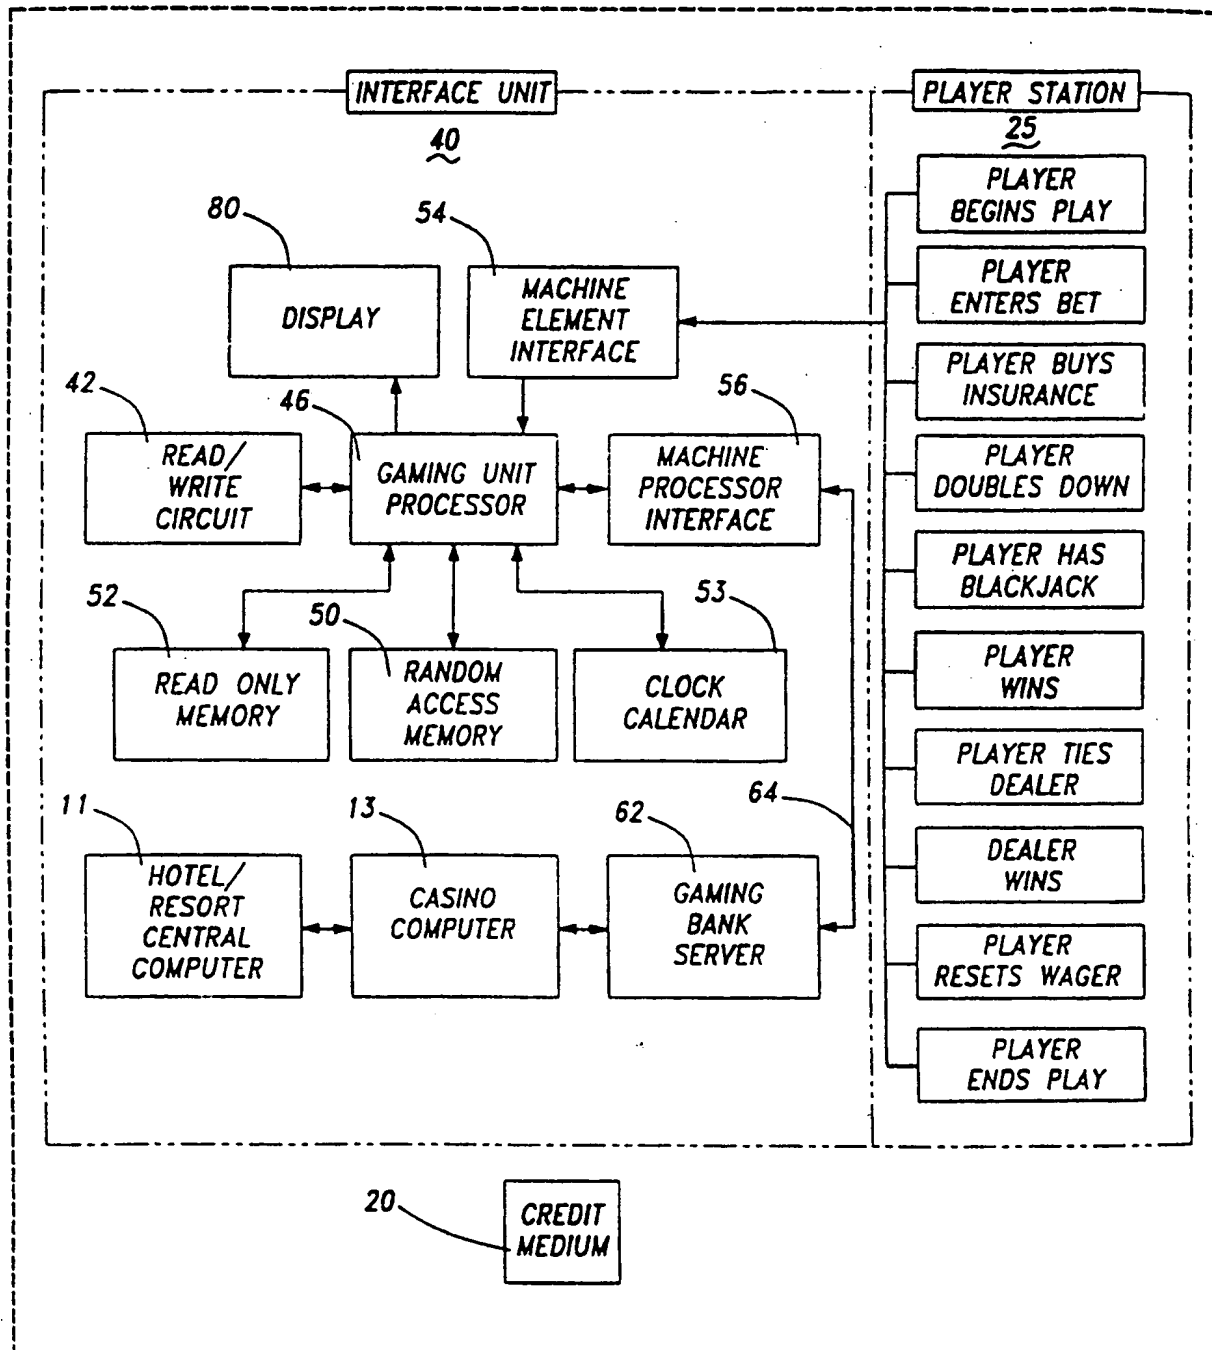 INTERFACE UNIT
40
PLAYER STATION
25
80
54
DISPLAY
MACHINE
ELEMENT
INTERFACE
42
46
56
READ/
WRITE
CIRCUIT
GAMING UNIT
PROCESSOR
MACHINE
PROCESSOR
INTERFACE
52
50
53
READ ONLY
MEMORY
RANDOM
ACCESS
MEMORY
CLOCK
CALENDAR
64
11
13
62
HOTEL/
RESORT
CENTRAL
COMPUTER
CASINO
COMPUTER
GAMING
BANK
SERVER
PLAYER
BEGINS PLAY
PLAYER
ENTERS BET
PLAYER BUYS
INSURANCE
PLAYER
DOUBLES DOWN
PLAYER HAS
BLACKJACK
PLAYER
WINS
PLAYER TIES
DEALER
DEALER
WINS
PLAYER
RESETS WAGER
PLAYER
ENDS PLAY
20
CREDIT
MEDIUM